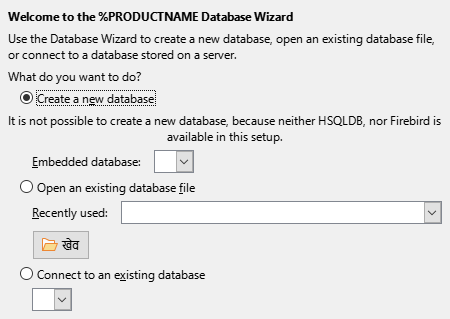 Welcome to the %PRODUCTNAME Database Wizard
Use the Database Wizard to create a new database, open an existing database file,
or connect to a database stored on a server.
What do you want to do?
Create a new database
It is not possible to create a new database, because neither HSQLDB, nor Firebird is
available in this setup.
Embedded database:
Open an existing database file
Recently used:
खेव
Connect to an existing database